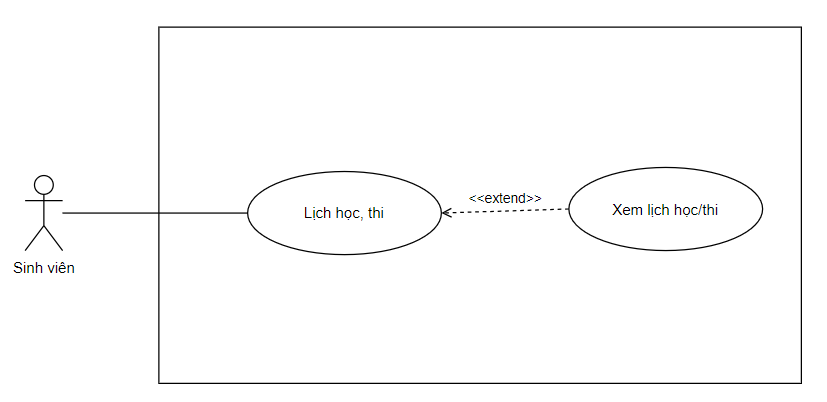 <<extend>>
Lịch học, thi
Xem lịch học/thi
Sinh viên